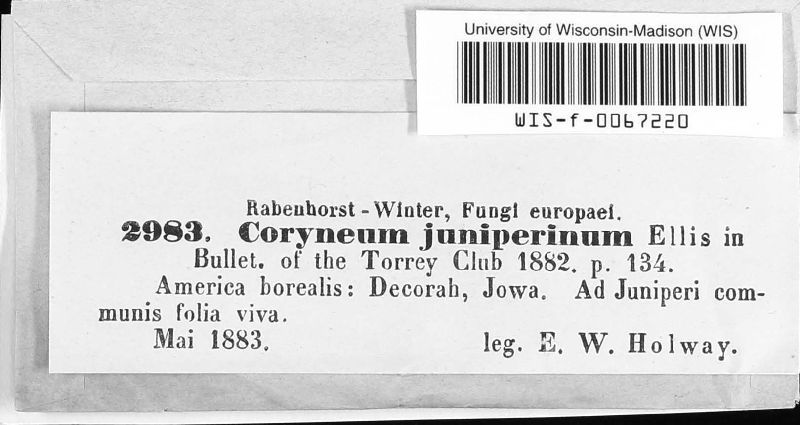 University of Wisconsin-Madison (WIS)
WIS-f-0067220
Rabenhorst - Winter, Fungi europaei.
2983. Coryneum juniperinum Ellis in
Bullet. of the Torrey Club 1882. p. 134.
America borealis: Decorah, Jowa. Ad Juniperi com-
munis folia viva.
Mai 1883. leg. E. W. Holway.